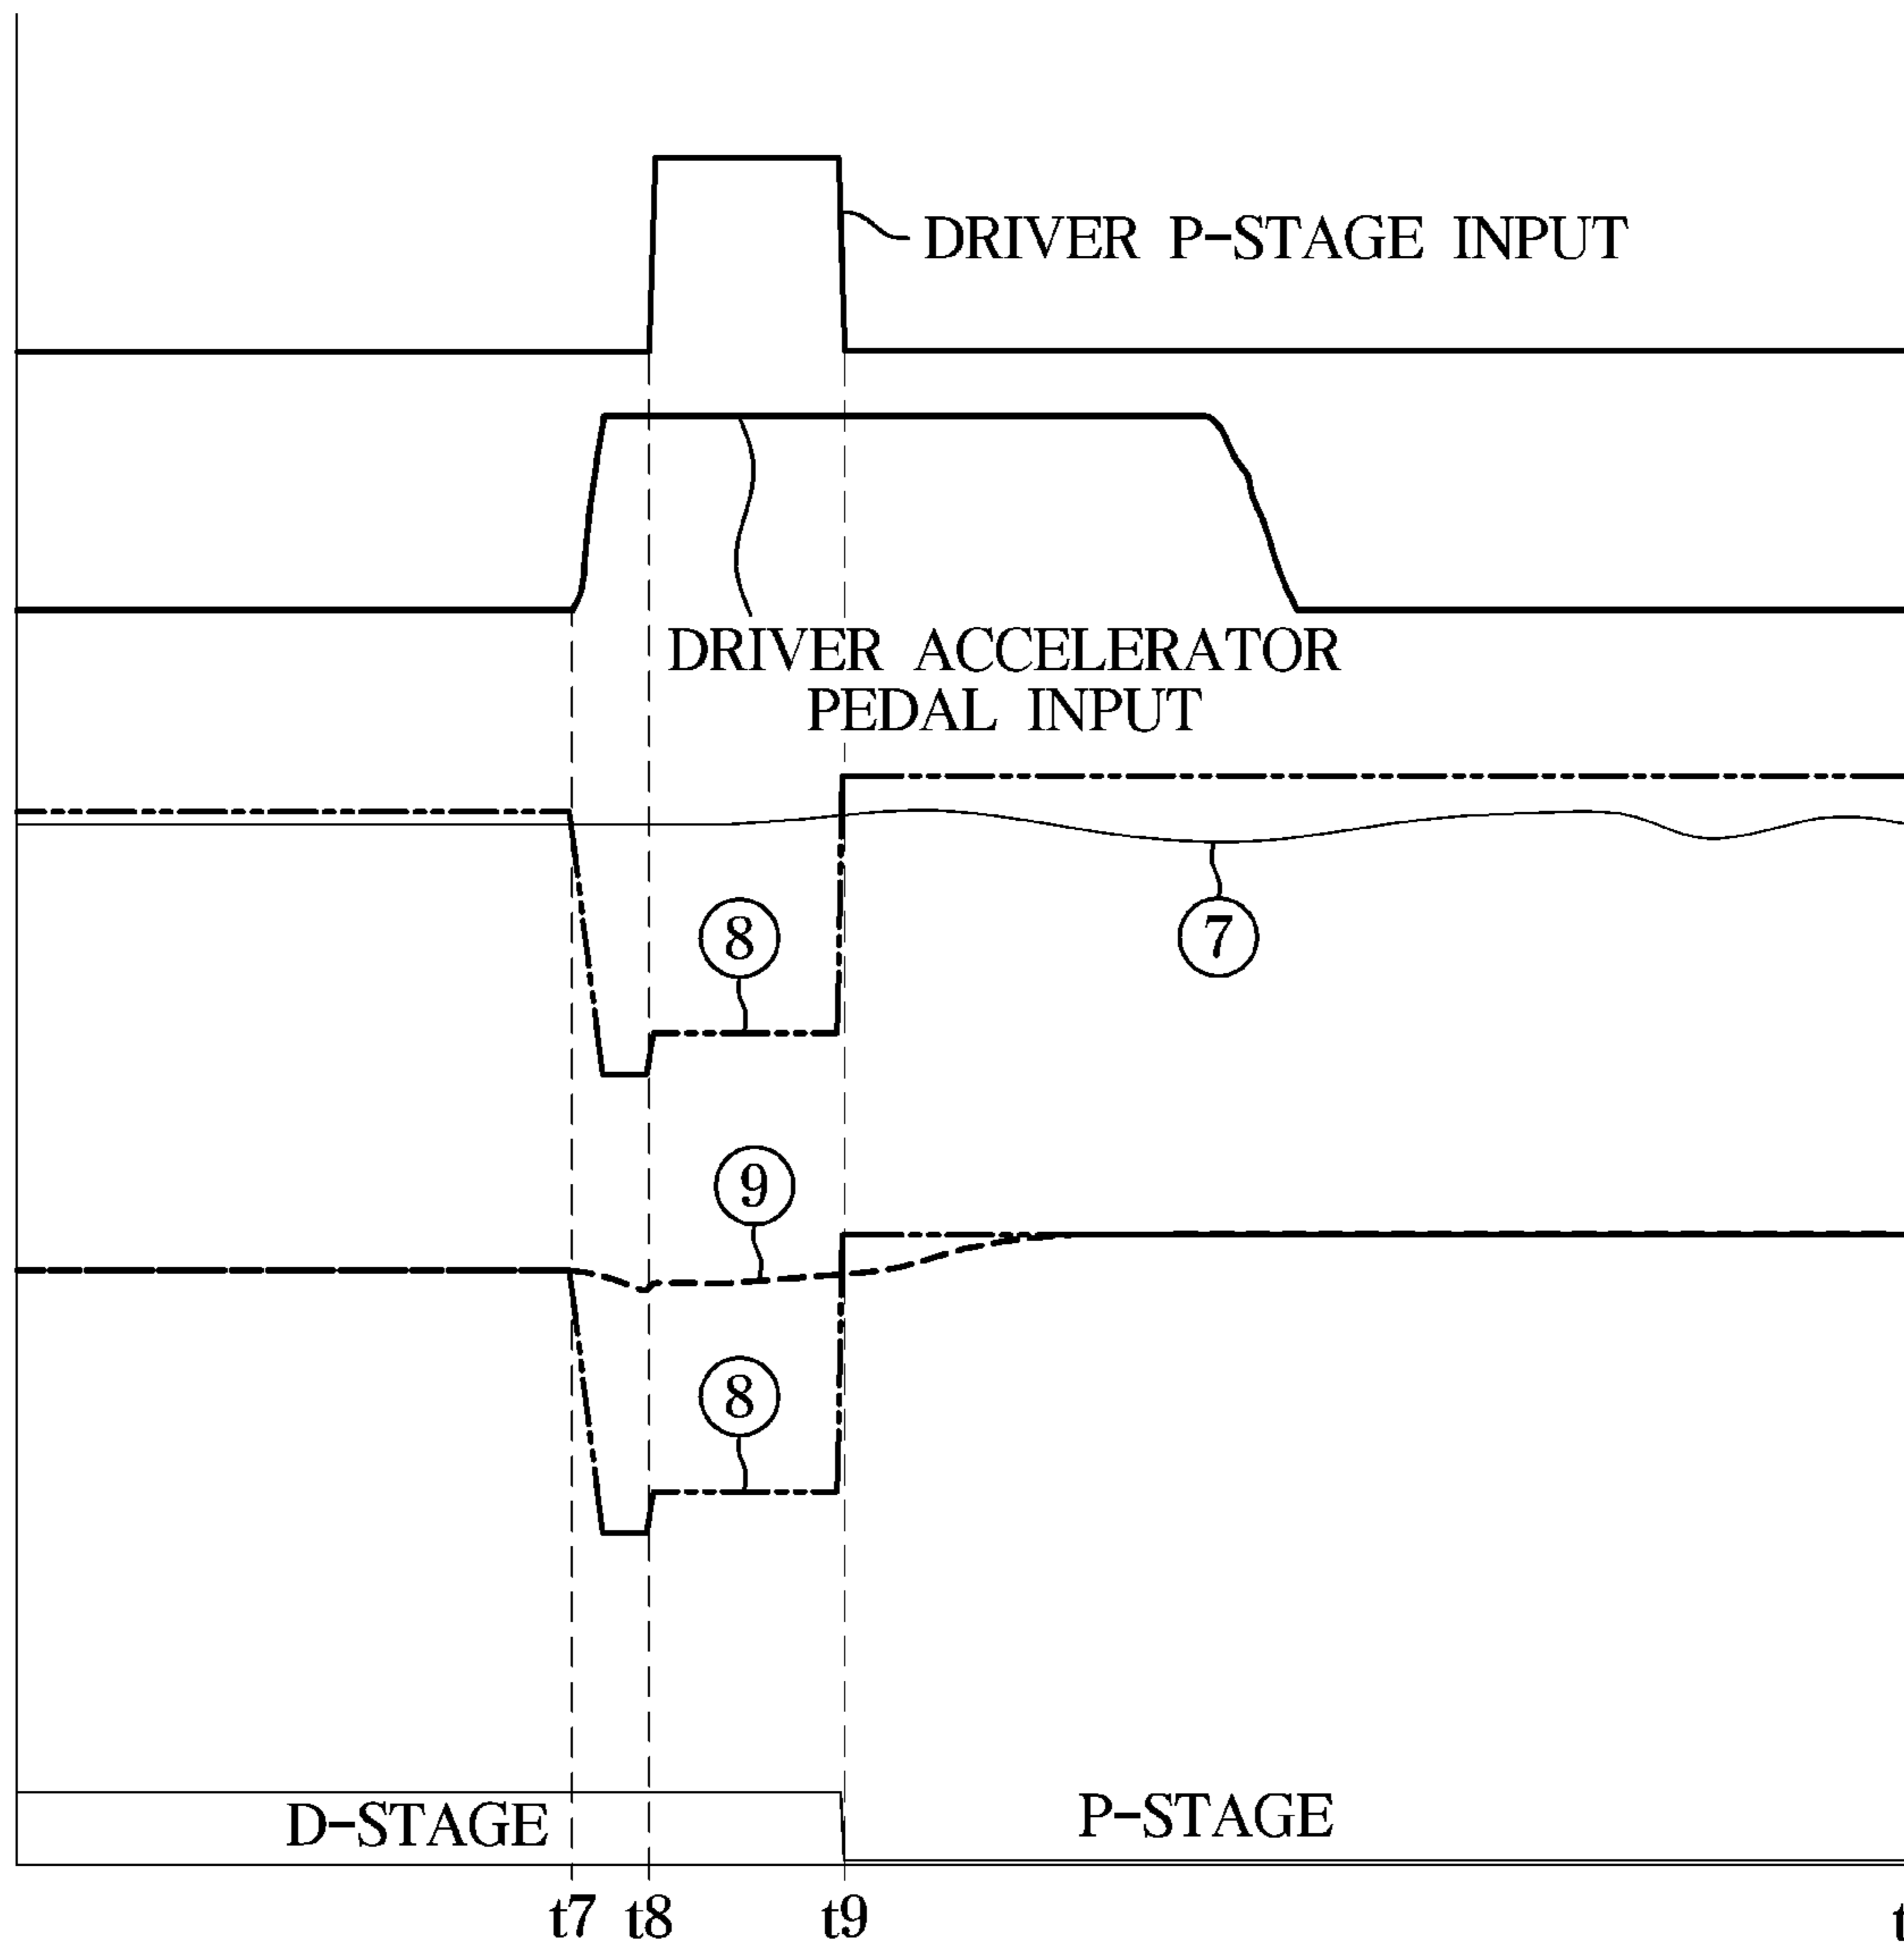 DRIVER P-STAGE INPUT
DRIVER ACCELERATOR
PEDAL INPUT
8
7
9
8
D-STAGE
P-STAGE
t7 t8 t9